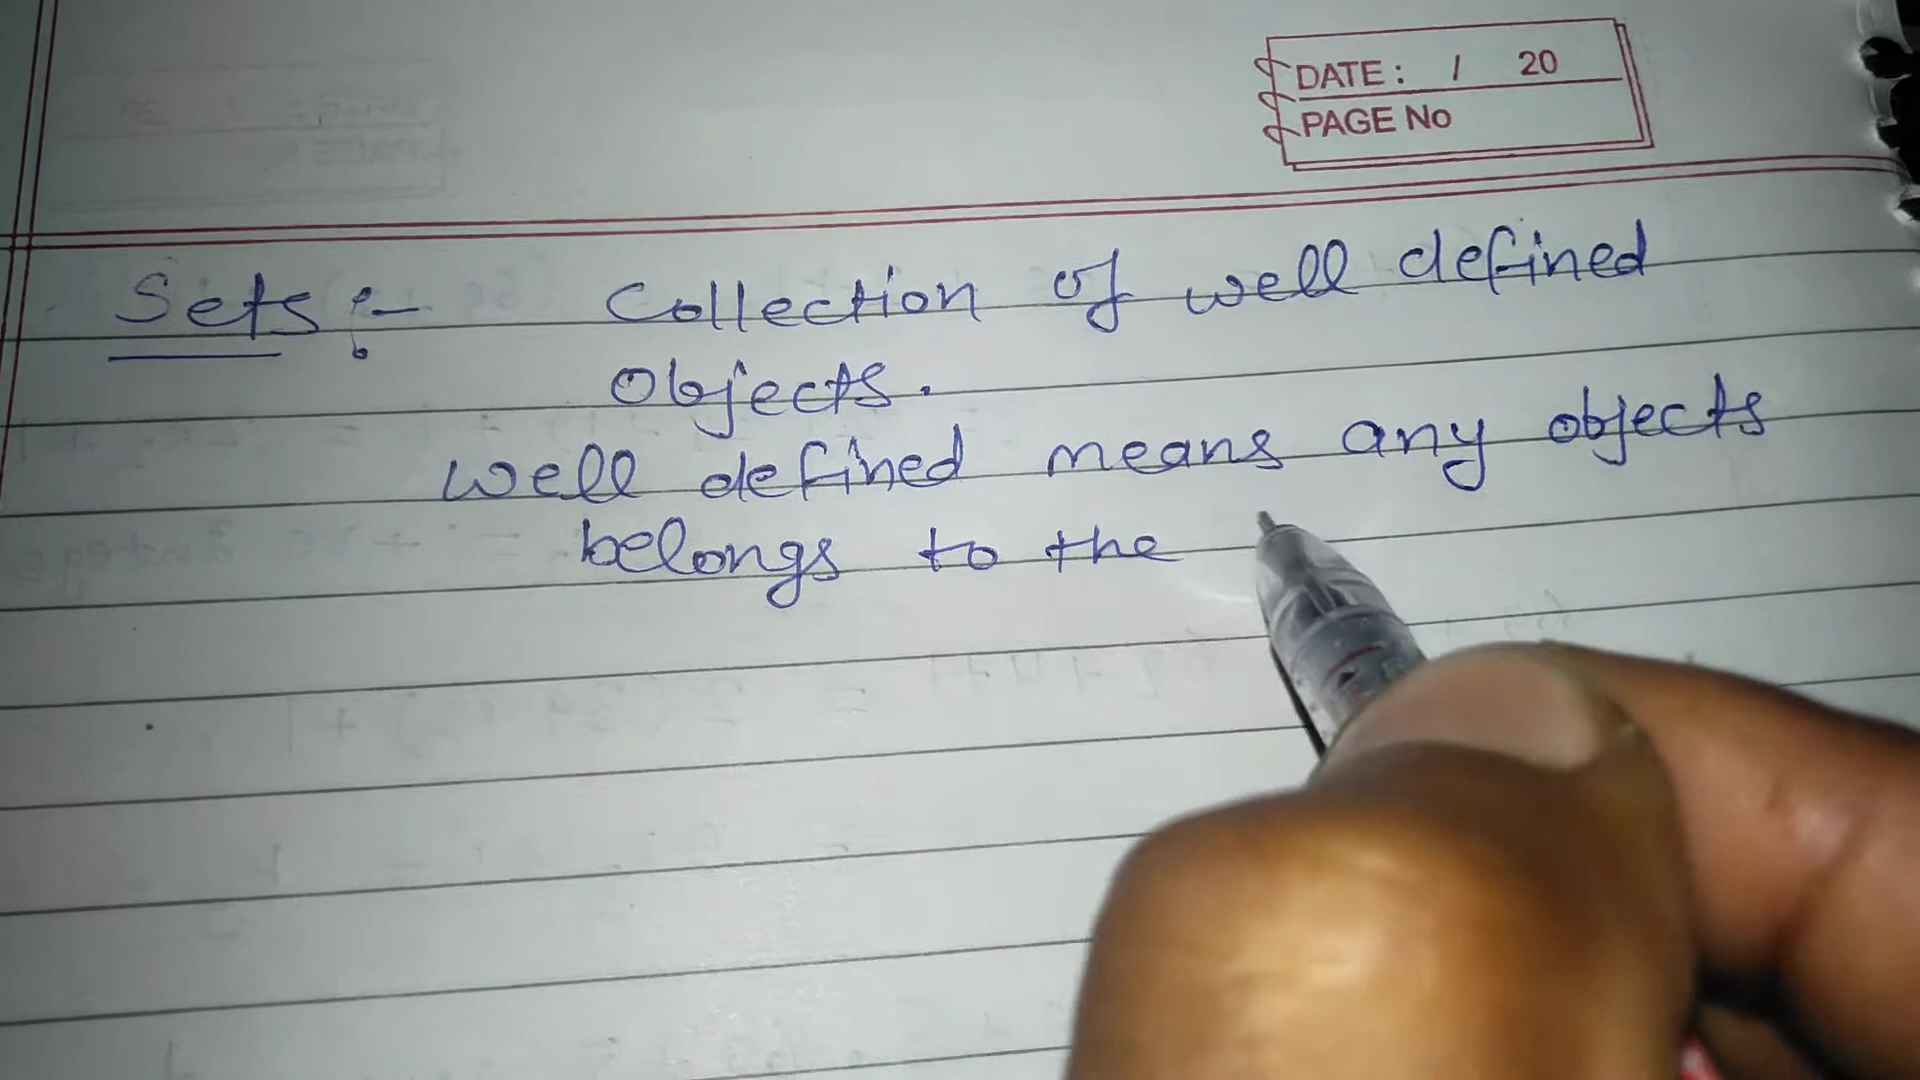 DATE : / 20
PAGE No
Sets :- Collection of well defined
Objects.
well defined means any objects
belongs to the